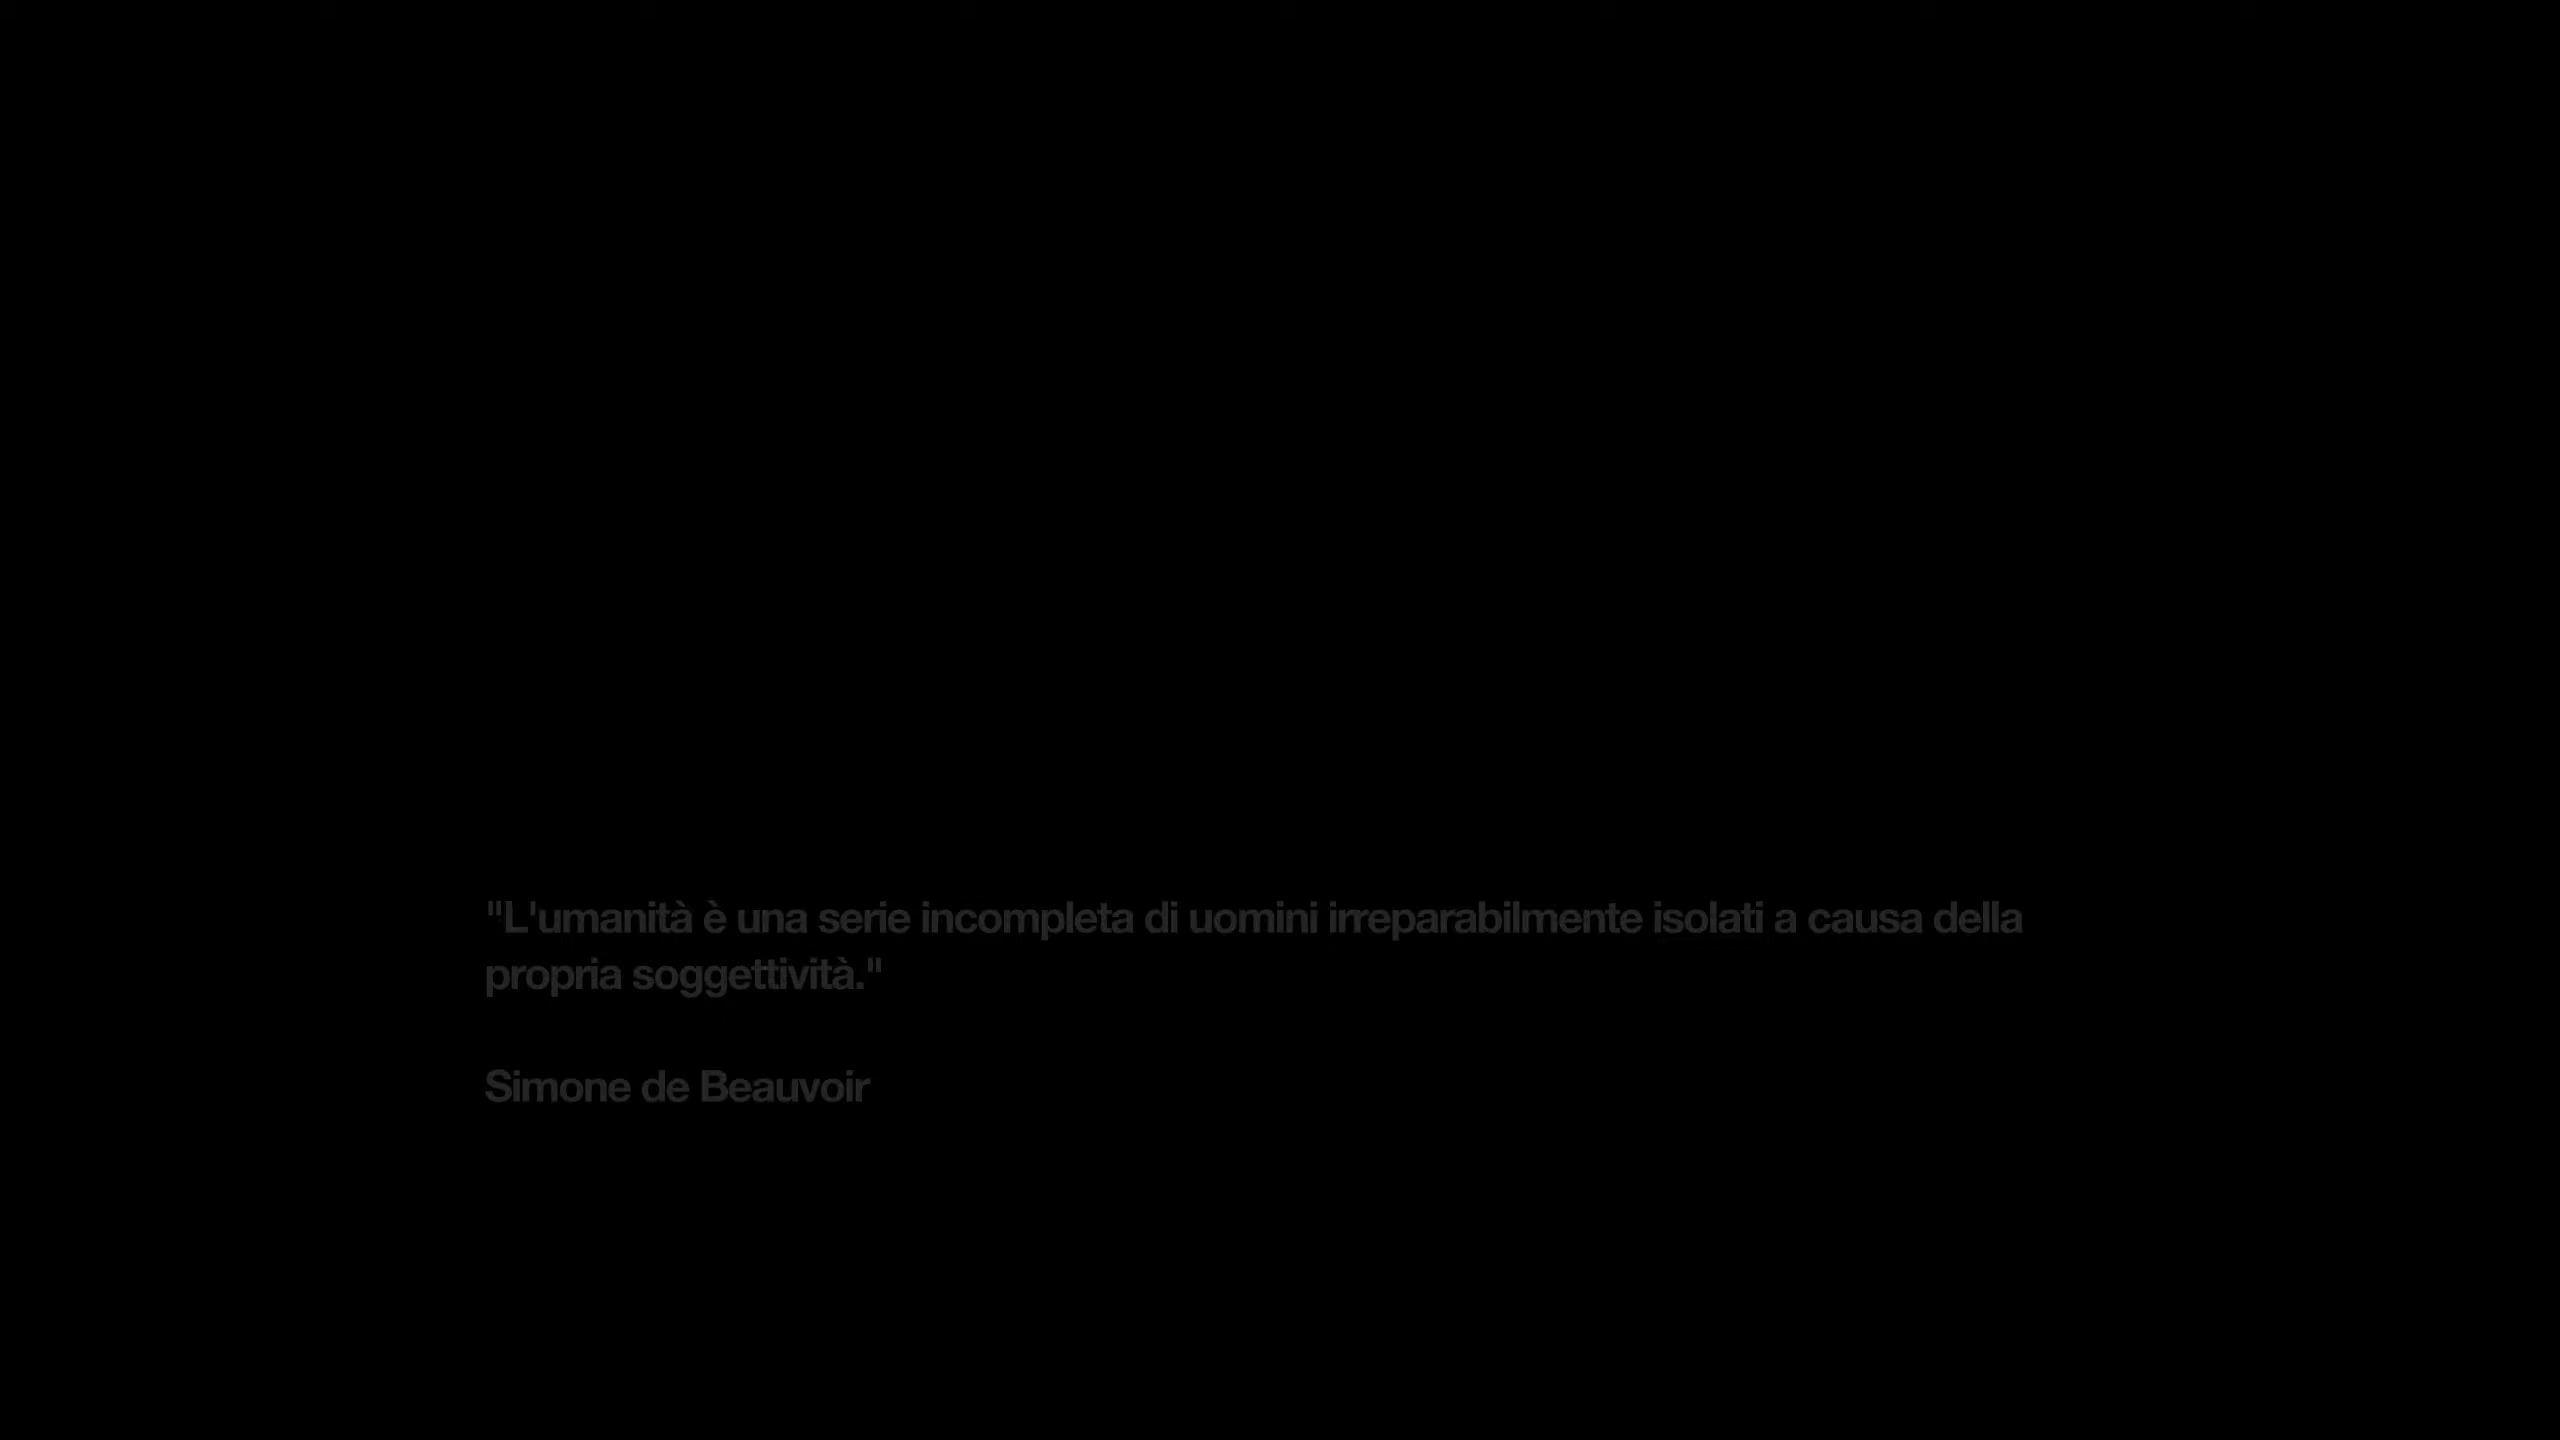 "L'umanità è una serie incompleta di uomini irreparabilmente isolati a causa della
propria soggettività."
Simone de Beauvoir